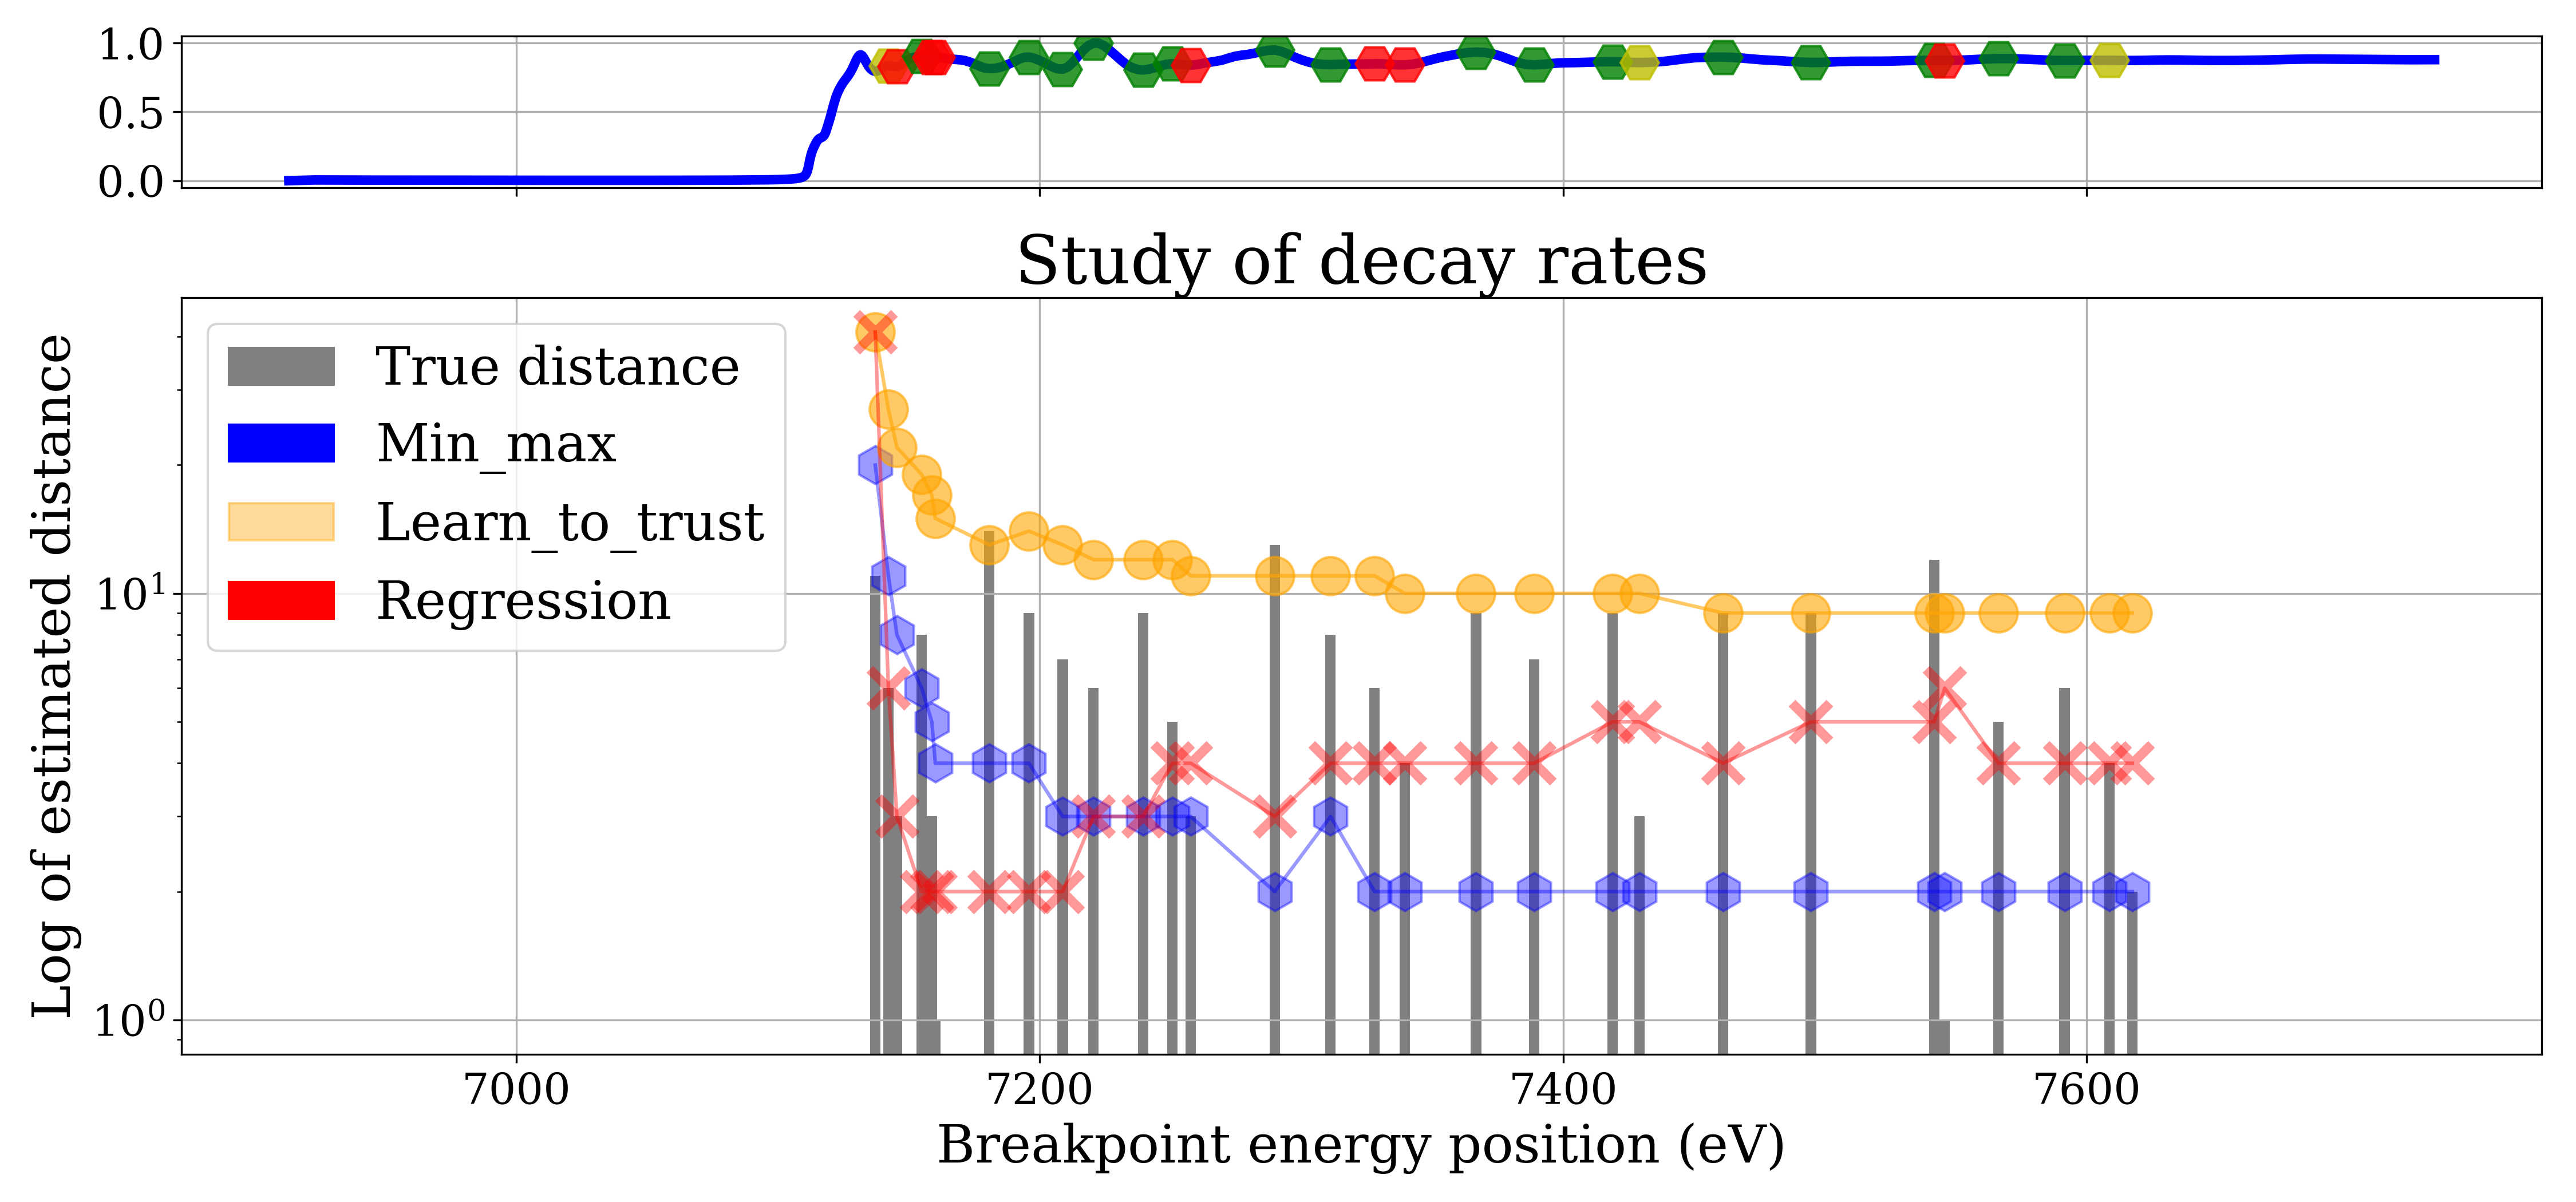 1.0
0.5
0.0
Study of decay rates
True distance
Min_max
Learn_to_trust
Regression
Log of estimated distance
10¹
10⁰
7000 7200 7400 7600
Breakpoint energy position (eV)